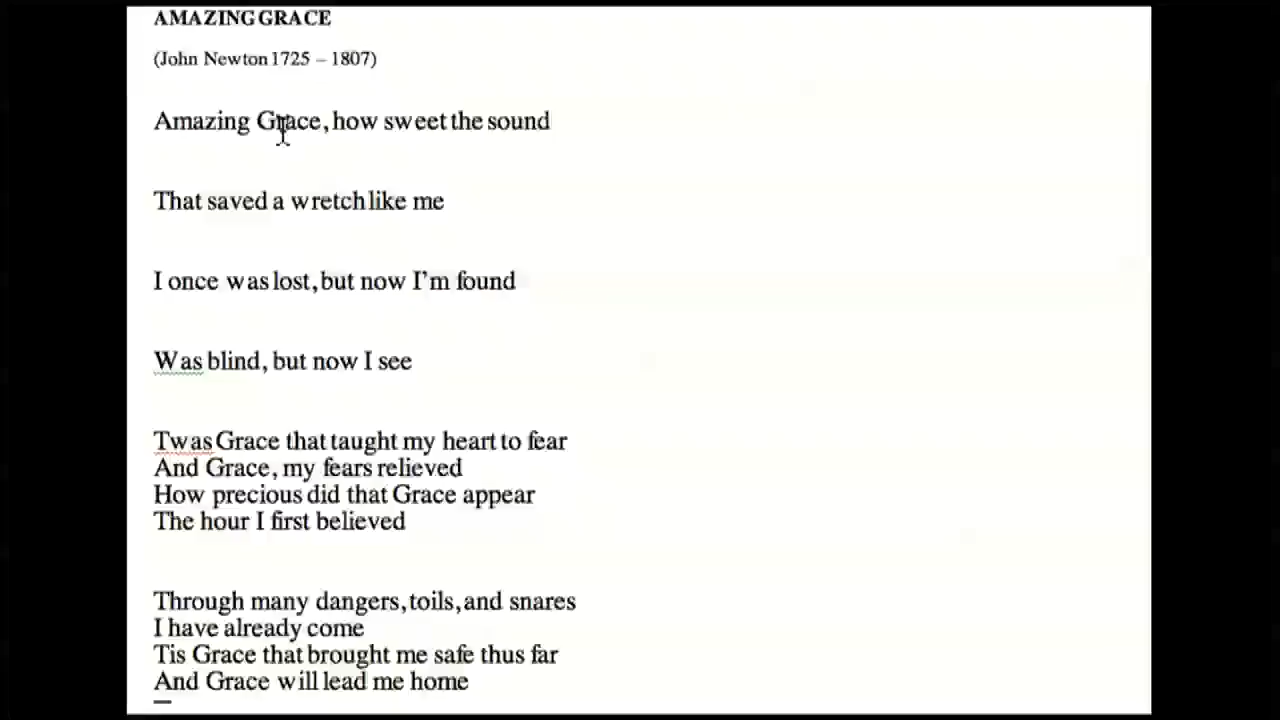 AMAZING GRACE
(John Newton 1725 – 1807)
Amazing Grace, how sweet the sound
That saved a wretch like me
I once was lost, but now I’m found
Was blind, but now I see
Twas Grace that taught my heart to fear
And Grace, my fears relieved
How precious did that Grace appear
The hour I first believed
Through many dangers, toils, and snares
I have already come
Tis Grace that brought me safe thus far
And Grace will lead me home